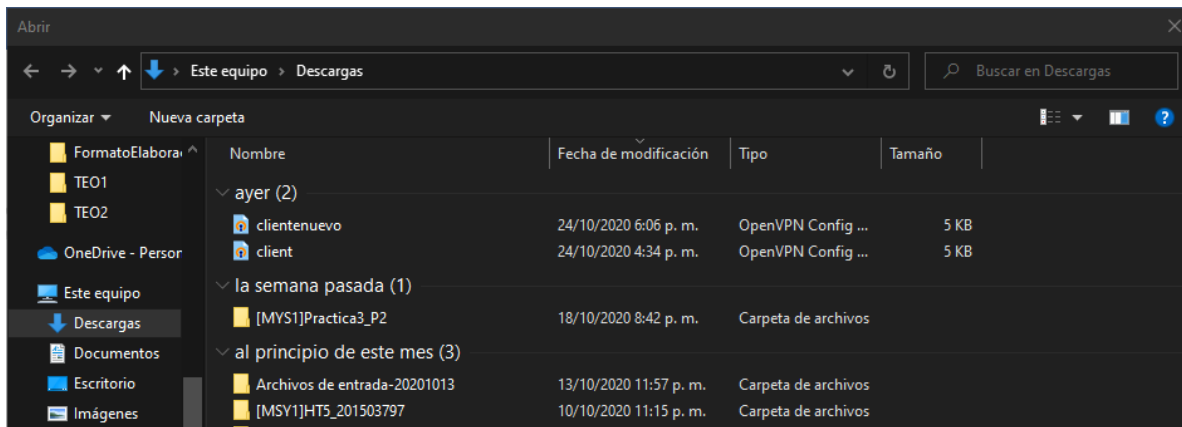 Abrir
Este equipo > Descargas
Buscar en Descargas
Organizar
Nueva carpeta
FormatoElabora
TEO1
TEO2
OneDrive - Person
Este equipo
Descargas
Documentos
Escritorio
Imágenes
Nombre Fecha de modificación Tipo Tamaño
ayer (2)
clientenuevo 24/10/2020 6:06 p. m. OpenVPN Config ... 5 KB
client 24/10/2020 4:34 p. m. OpenVPN Config ... 5 KB
la semana pasada (1)
[MYS1]Practica3_P2 18/10/2020 8:42 p. m. Carpeta de archivos
al principio de este mes (3)
Archivos de entrada-20201013 13/10/2020 11:57 p. m. Carpeta de archivos
[MSY1]HT5_201503797 10/10/2020 11:15 p. m. Carpeta de archivos